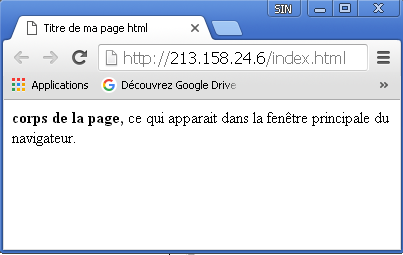 SIN
Titre de ma page html
http://213.158.24.6/index.html
Applications
Découvrez Google Drive
»
corps de la page, ce qui apparait dans la fenêtre principale du
navigateur.